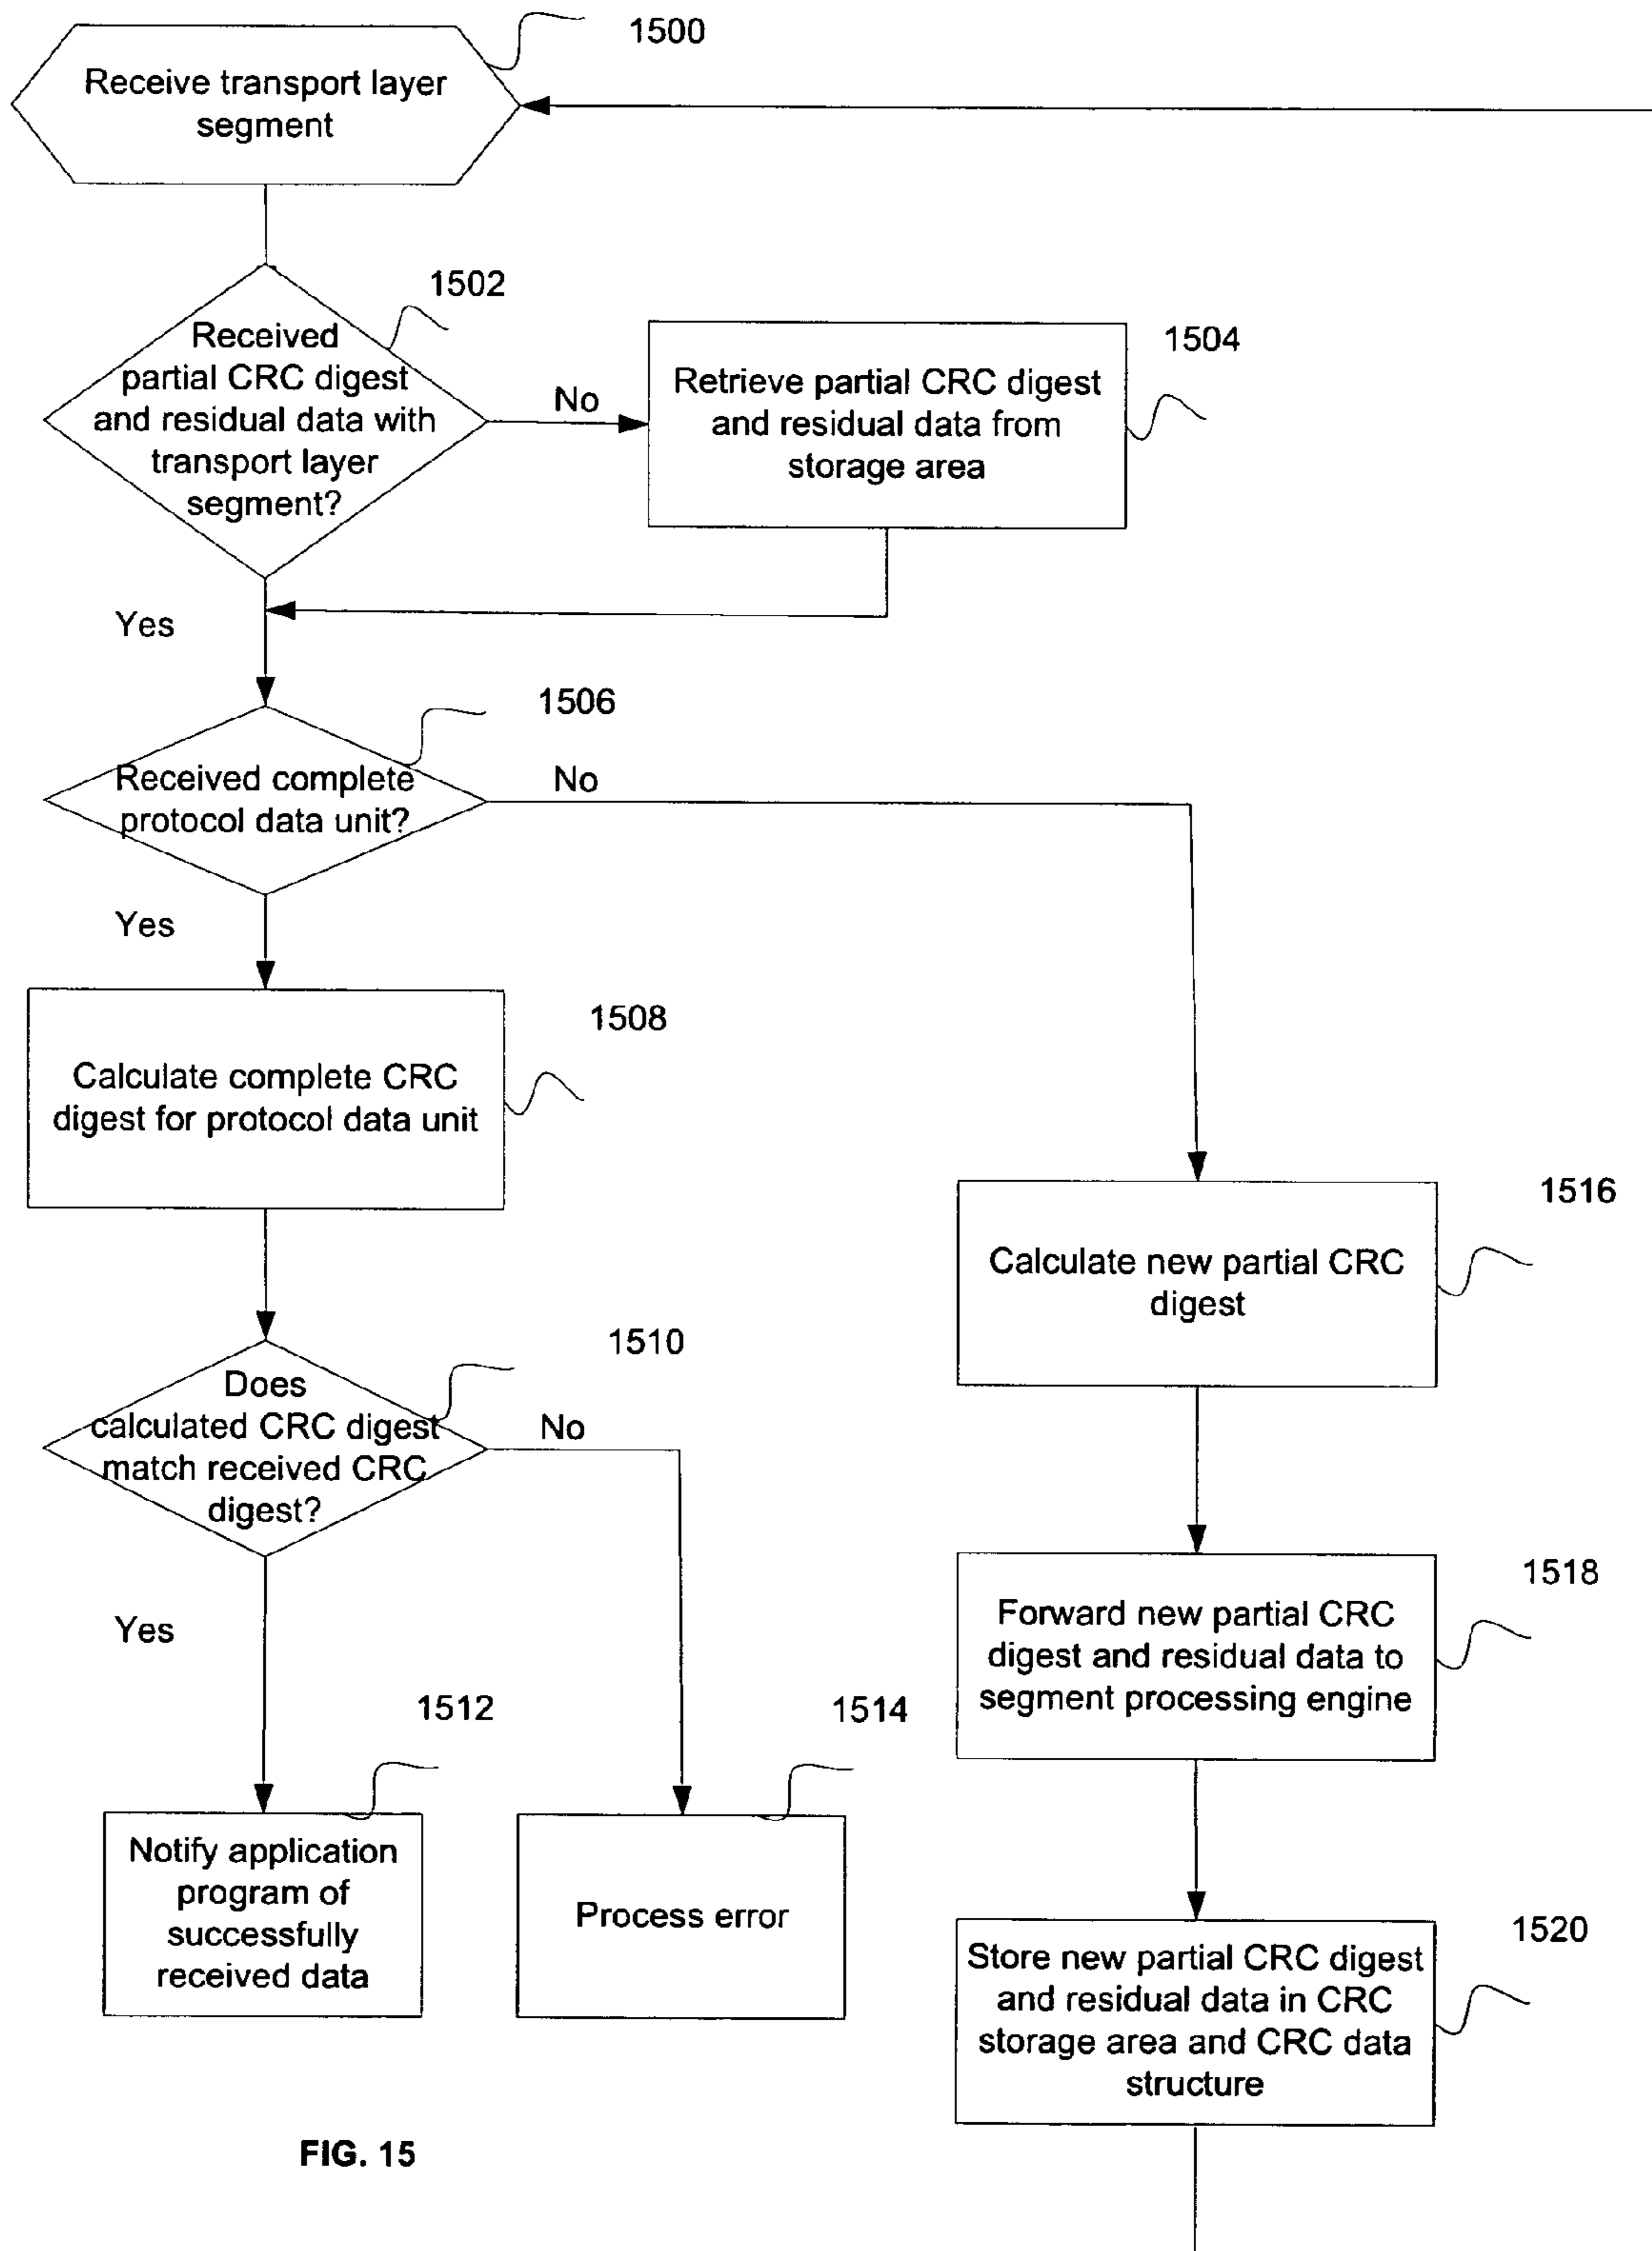 1500
Receive transport layer
segment
1502
Received
partial CRC digest
and residual data with
transport layer
segment?
No
1504
Retrieve partial CRC digest
and residual data from
storage area
Yes
1506
Received complete
protocol data unit?
No
Yes
1508
Calculate complete CRC
digest for protocol data unit
1510
Does
calculated CRC digest
match received CRC
digest?
No
Yes
1512
Notify application
program of
successfully
received data
1514
Process error
1516
Calculate new partial CRC
digest
1518
Forward new partial CRC
digest and residual data to
segment processing engine
1520
Store new partial CRC digest
and residual data in CRC
storage area and CRC data
structure
FIG. 15